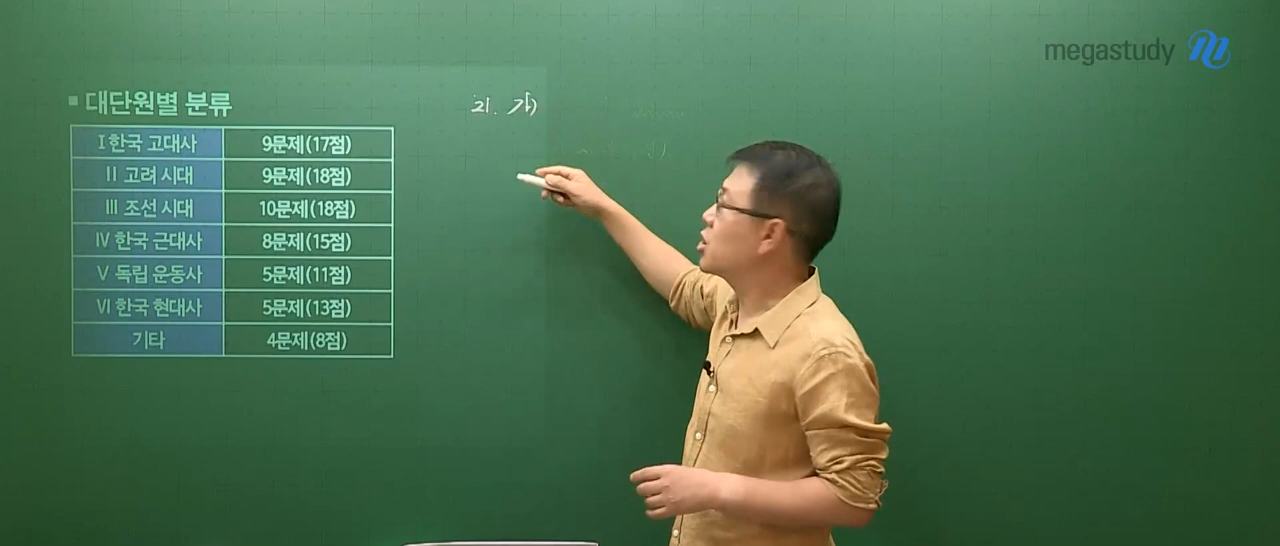 megastudy
▪ 대단원별 분류
Ⅰ 한국 고대사 9문제(17점)
Ⅱ 고려 시대 9문제(18점)
Ⅲ 조선 시대 10문제(18점)
Ⅳ 한국 근대사 8문제(15점)
Ⅴ 독립 운동사 5문제(11점)
Ⅵ 한국 현대사 5문제(13점)
기타 4문제(8점)